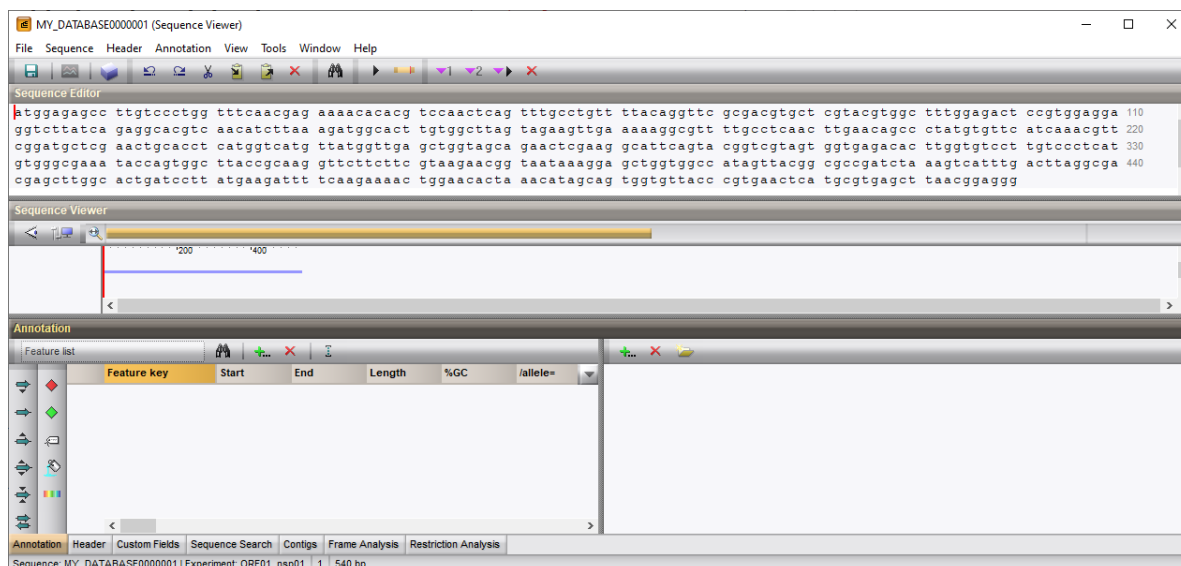 MY_DATABASE0000001 (Sequence Viewer)
File Sequence Header Annotation View Tools Window Help
1 2
Sequence Editor
atggagagcc ttgtccctgg tttcaacgag aaaacacacg tccaactcag tttgcctgtt ttacaggttc gcgacgtgct cgtacgtggc tttggagact ccgtggagga 110
ggtcttatca gaggcacgtc aacatcttaa agatggcact tgtggcttag tagaagttga aaaaggcgtt ttgcctcaac ttgaacagcc ctatgtgttc atcaaacgtt 220
cggatgctcg aactgcacct catggtcatg ttatggttga gctggtagca gaactcgaag gcattcagta cggtcgtagt ggtgagacac ttggtgtcct tgtccctcat 330
gtgggcgaaa taccagtggc ttaccgcaag gttcttcttc gtaagaacgg taataaagga gctggtggcc atagttacgg cgccgatcta aagtcatttg acttaggcga 440
cgagcttggc actgatcctt atgaagattt tcaagaaaac tggaacacta aacatagcag tggtgttacc cgtgaactca tgcgtgagct taacggaggg
Sequence Viewer
200 400
Annotation
Feature list
Feature key Start End Length %GC /allele=
Annotation Header Custom Fields Sequence Search Contigs Frame Analysis Restriction Analysis
Sequence: MY_DATABASE0000001 | Experiment: ORF01_nsp01 | 1 | 540 bp